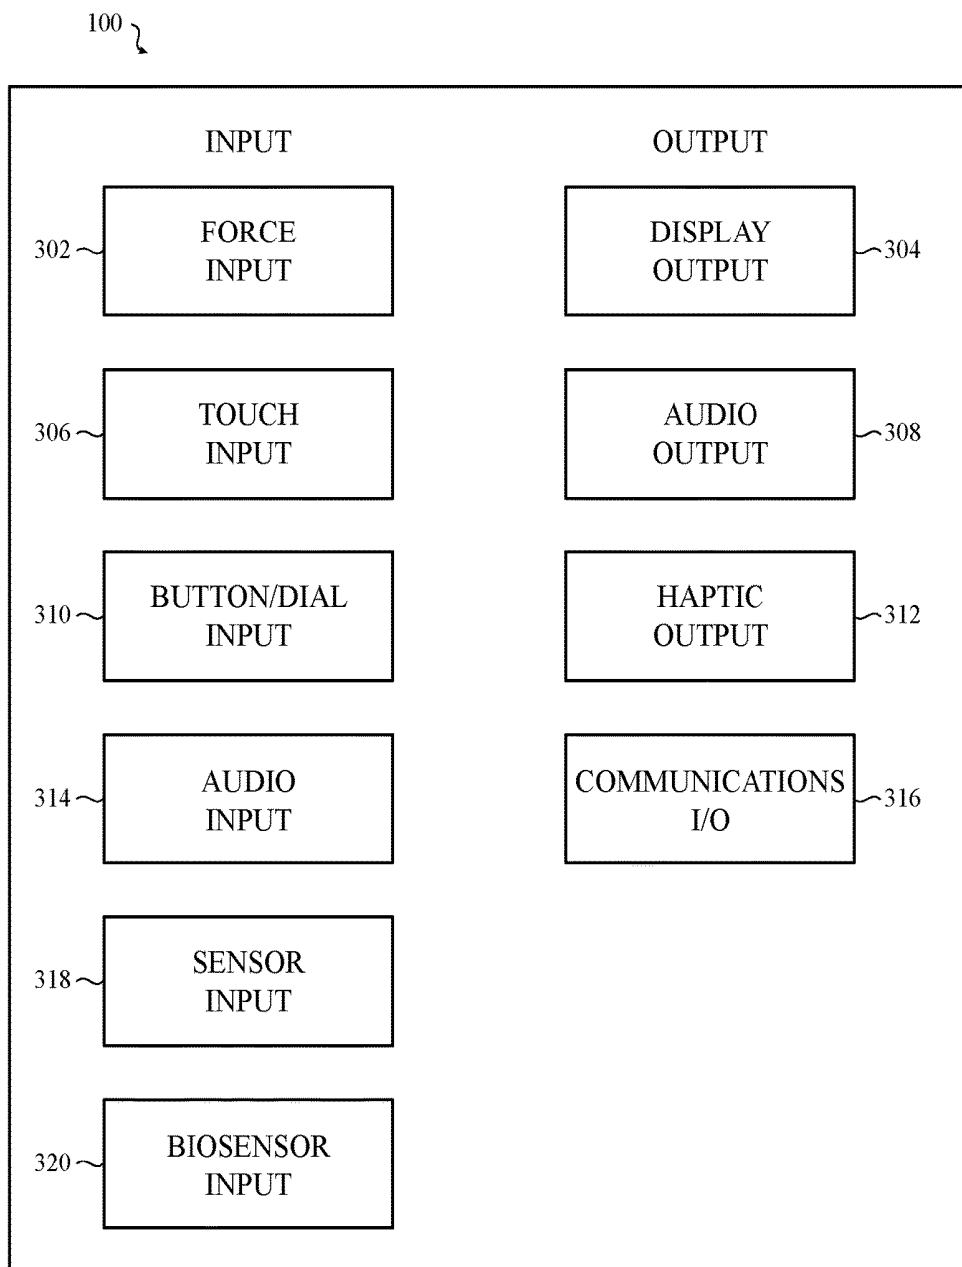 100
INPUT
OUTPUT
302
FORCE
INPUT
DISPLAY
OUTPUT
304
306
TOUCH
INPUT
AUDIO
OUTPUT
308
310
BUTTON/DIAL
INPUT
HAPTIC
OUTPUT
312
314
AUDIO
INPUT
COMMUNICATIONS
I/O
316
318
SENSOR
INPUT
320
BIOSENSOR
INPUT